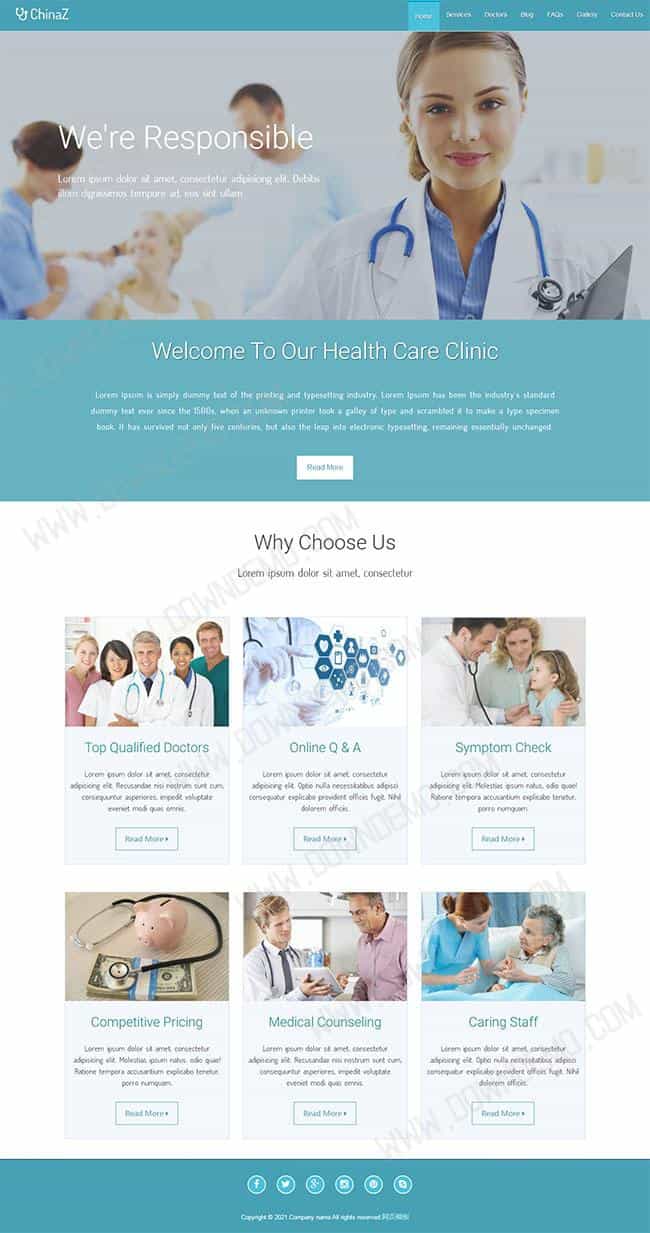 ChinaZ
Home Services Doctors Blog FAQs Gallery Contact Us
We're Responsible
Lorem ipsum dolor sit amet, consectetur adipisicing elit. Debitis
illum dignissimos tempore ad, eos sint ullam
Welcome To Our Health Care Clinic
Lorem Ipsum is simply dummy text of the printing and typesetting industry. Lorem Ipsum has been the industry's standard
dummy text ever since the 1500s, when an unknown printer took a galley of type and scrambled it to make a type specimen
book. It has survived not only five centuries, but also the leap into electronic typesetting, remaining essentially unchanged.
Read More
Why Choose Us
Lorem ipsum dolor sit amet, consectetur
Top Qualified Doctors
Lorem ipsum dolor sit amet, consectetur
adipisicing elit. Recusandae nisi nostrum cum,
consequuntur asperiores, impedit voluptate
eveniet modi quas omnis.
Read More
Online Q & A
Lorem ipsum dolor sit amet, consectetur
adipisicing elit. Optio nulla necessitatibus adipisci
consequatur explicabo provident officiis fugit. Nihil
dolorem officiis.
Read More
Symptom Check
Lorem ipsum dolor sit amet, consectetur
adipisicing elit. Molestias ipsum natus, odio quae!
Ratione tempora accusantium explicabo tenetur,
porro numquam.
Read More
Competitive Pricing
Lorem ipsum dolor sit amet, consectetur
adipisicing elit. Molestias ipsum natus, odio quae!
Ratione tempora accusantium explicabo tenetur,
porro numquam.
Read More
Medical Counseling
Lorem ipsum dolor sit amet, consectetur
adipisicing elit. Recusandae nisi nostrum cum,
consequuntur asperiores, impedit voluptate
eveniet modi quas omnis.
Read More
Caring Staff
Lorem ipsum dolor sit amet, consectetur
adipisicing elit. Optio nulla necessitatibus adipisci
consequatur explicabo provident officiis fugit. Nihil
dolorem officiis.
Read More
Copyright © 2021.Company name All rights reserved.网页模板
WWW.DOWNDEMO.COM
WWW.DOWNDEMO.COM
WWW.DOWNDEMO.COM
WWW.DOWNDEMO.COM